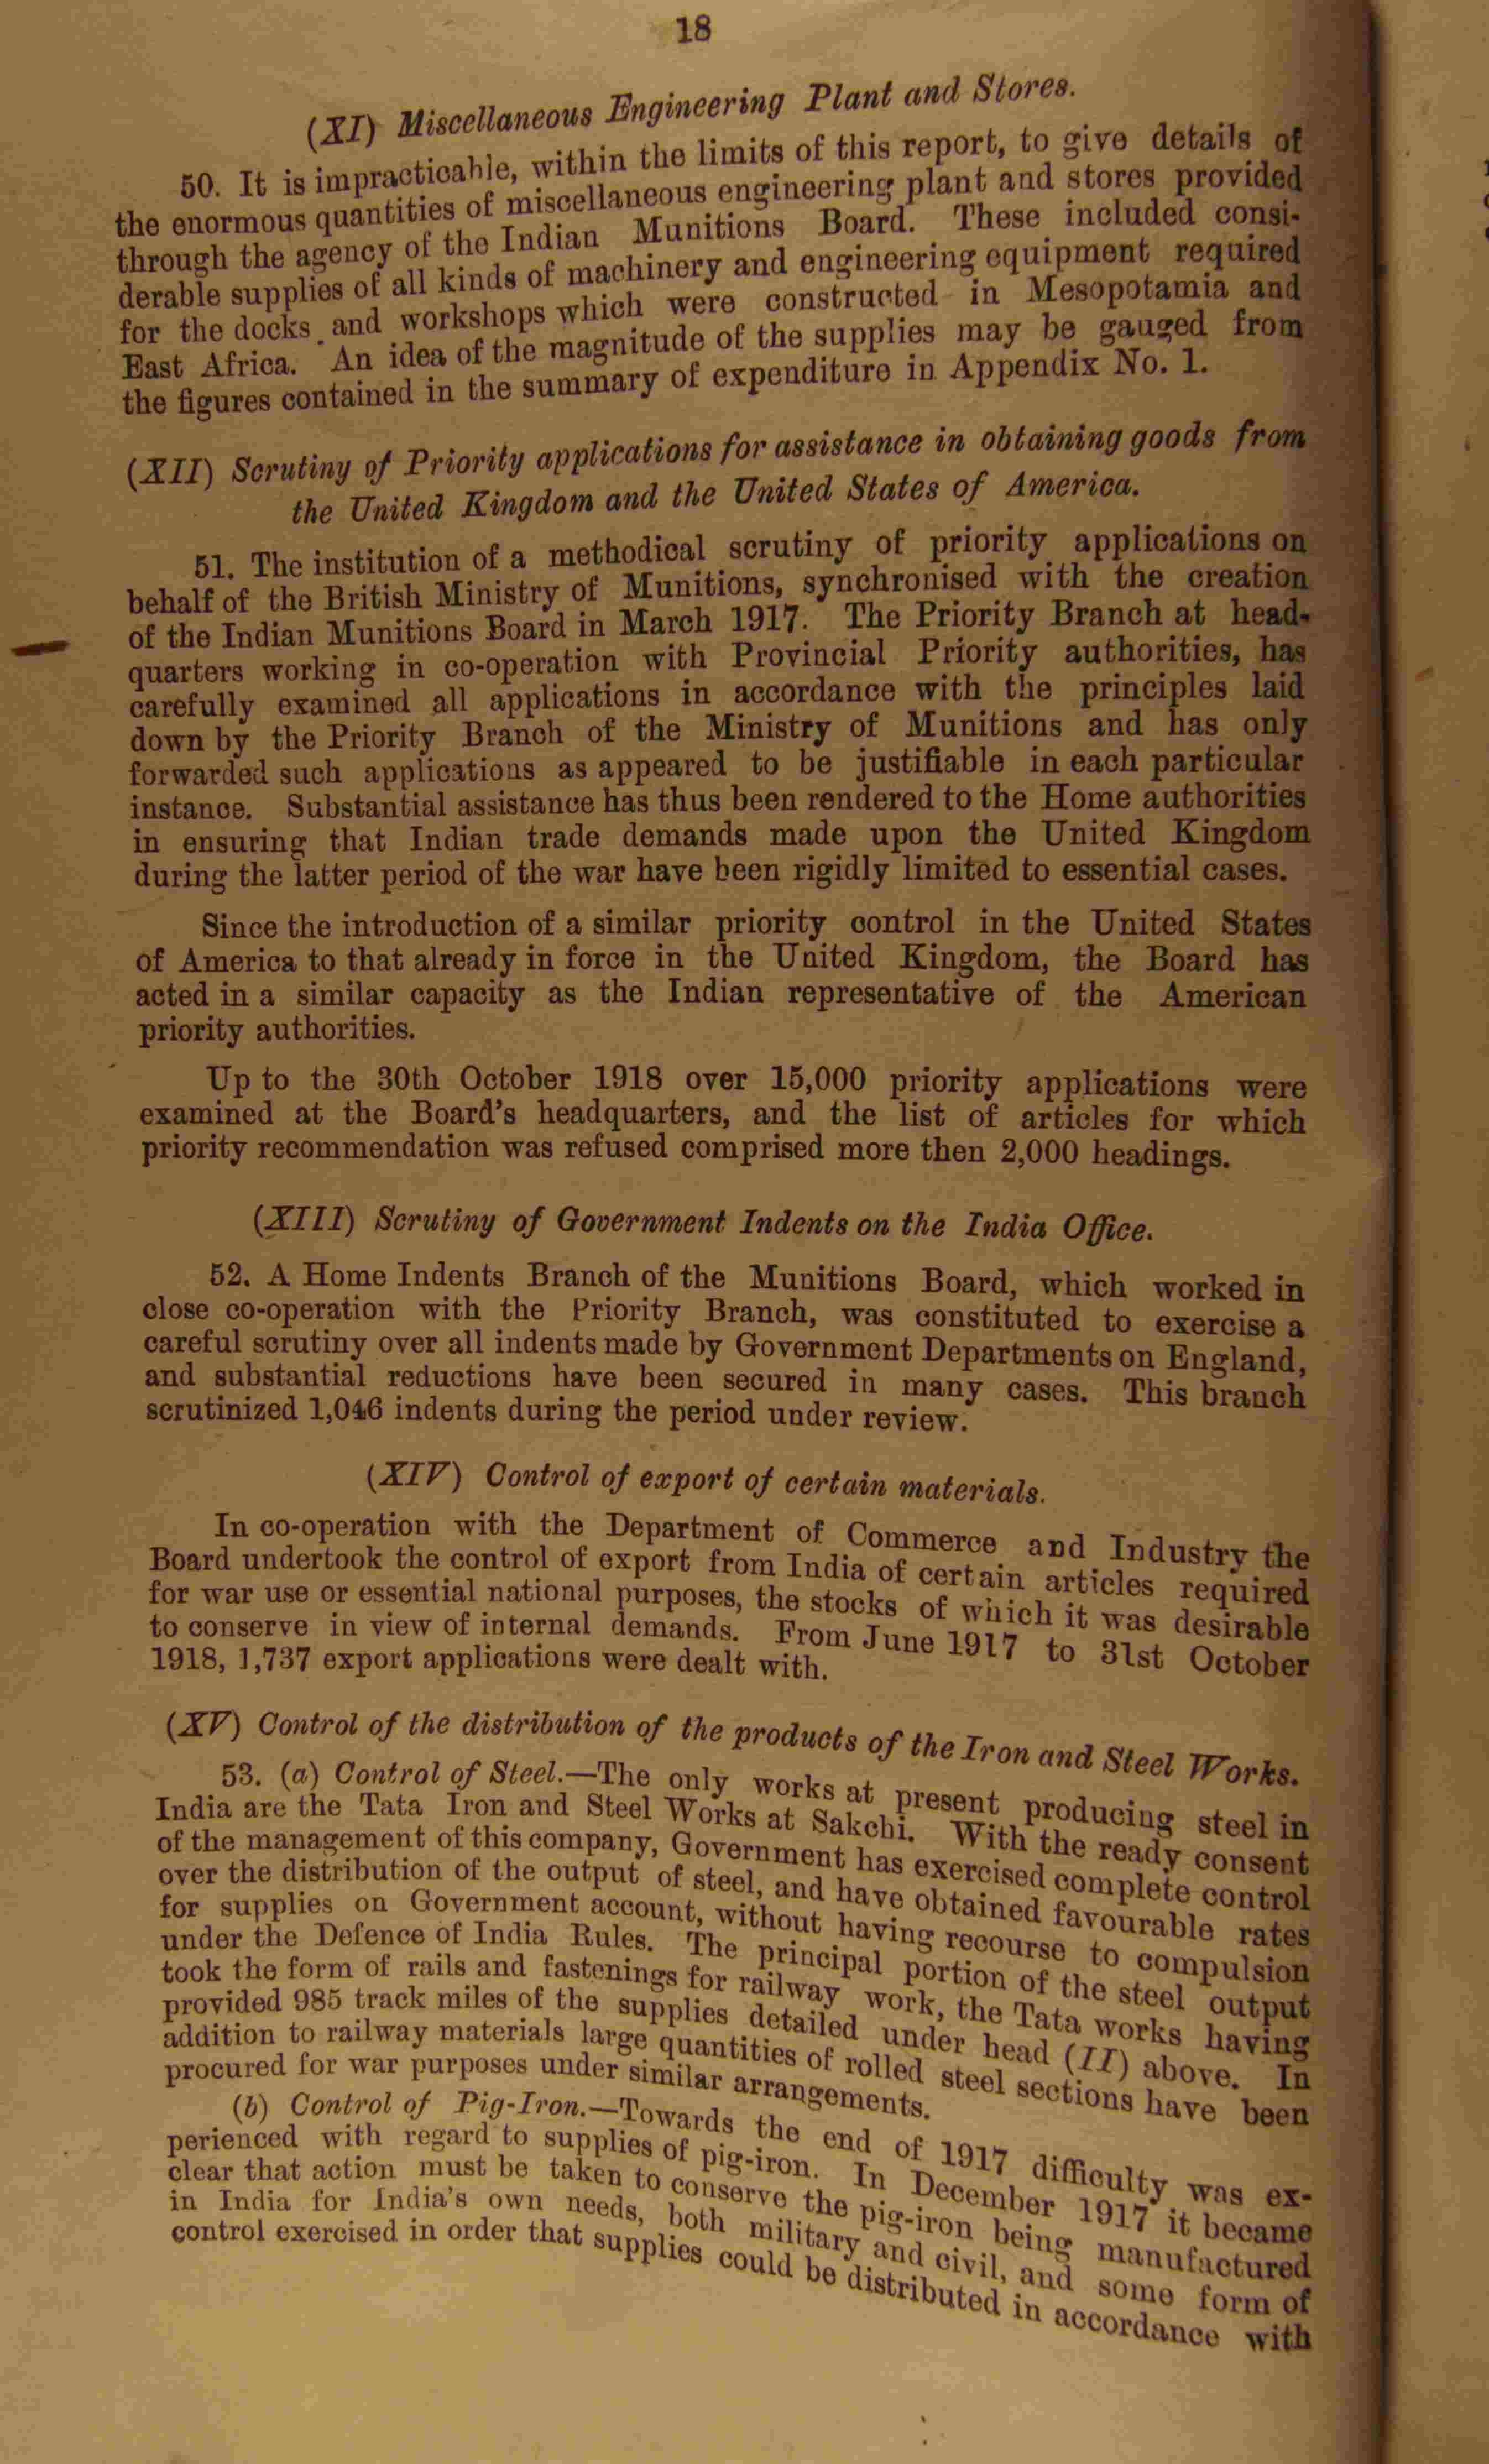 18
(XI) Miscellaneous Engineering Plant and Stores.
50. It is impracticable, within the limits of this report, to give details of
the enormous quantities of miscellaneous engineering plant and stores provided
through the agency of the Indian Munitions Board. These included consi-
derable supplies of all kinds of machinery and engineering equipment required
for the docks and workshops which were constructed in Mesopotamia and
East Africa. An idea of the magnitude of the supplies may be gauged from
the figures contained in the summary of expenditure in Appendix No. 1.
(XII) Scrutiny of Priority applications for assistance in obtaining goods from
the United Kingdom and the United States of America.
51. The institution of a methodical scrutiny of priority applications on
behalf of the British Ministry of Munitions, synchronised with the creation
of the Indian Munitions Board in March 1917. The Priority Branch at head-
quarters working in co-operation with Provincial Priority authorities, has
carefully examined all applications in accordance with the principles laid
down by the Priority Branch of the Ministry of Munitions and has only
forwarded such applications as appeared to be justifiable in each particular
instance. Substantial assistance has thus been rendered to the Home authorities
in ensuring that Indian trade demands made upon the United Kingdom
during the latter period of the war have been rigidly limited to essential cases.
Since the introduction of a similar priority control in the United States
of America to that already in force in the United Kingdom, the Board has
acted in a similar capacity as the Indian representative of the American
priority authorities.
Up to the 30th October 1918 over 15,000 priority applications were
examined at the Board's headquarters, and the list of articles for which
priority recommendation was refused comprised more then 2,000 headings.
(XIII) Scrutiny of Government Indents on the India Office.
52. A Home Indents Branch of the Munitions Board, which worked in
close co-operation with the Priority Branch, was constituted to exercise a
careful scrutiny over all indents made by Government Departments on England,
and substantial reductions have been secured in many cases. This branch
scrutinized 1,046 indents during the period under review.
(XIV) Control of export of certain materials.
In co-operation with the Department of Commerce and Industry the
Board undertook the control of export from India of certain articles required
for war use or essential national purposes, the stocks of which it was desirable
to conserve in view of internal demands. From June 1917 to 31st October
1918, 1,737 export applications were dealt with.
(XV) Control of the distribution of the products of the Iron and Steel Works.
53. (a) Control of Steel.—The only works at present producing steel in
India are the Tata Iron and Steel Works at Sakchi. With the ready consent
of the management of this company, Government has exercised complete control
over the distribution of the output of steel, and have obtained favourable rates
for supplies on Government account, without having recourse to compulsion
under the Defence of India Rules. The principal portion of the steel output
took the form of rails and fastenings for railway work, the Tata works having
provided 985 track miles of the supplies detailed under head (II) above. In
addition to railway materials large quantities of rolled steel sections have been
procured for war purposes under similar arrangements.
(b) Control of Pig-Iron.—Towards the end of 1917 difficulty was ex-
perienced with regard to supplies of pig-iron. In December 1917 it became
clear that action must be taken to conserve the pig-iron being manufactured
in India for India's own needs, both military and civil, and some form of
control exercised in order that supplies could be distributed in accordance with